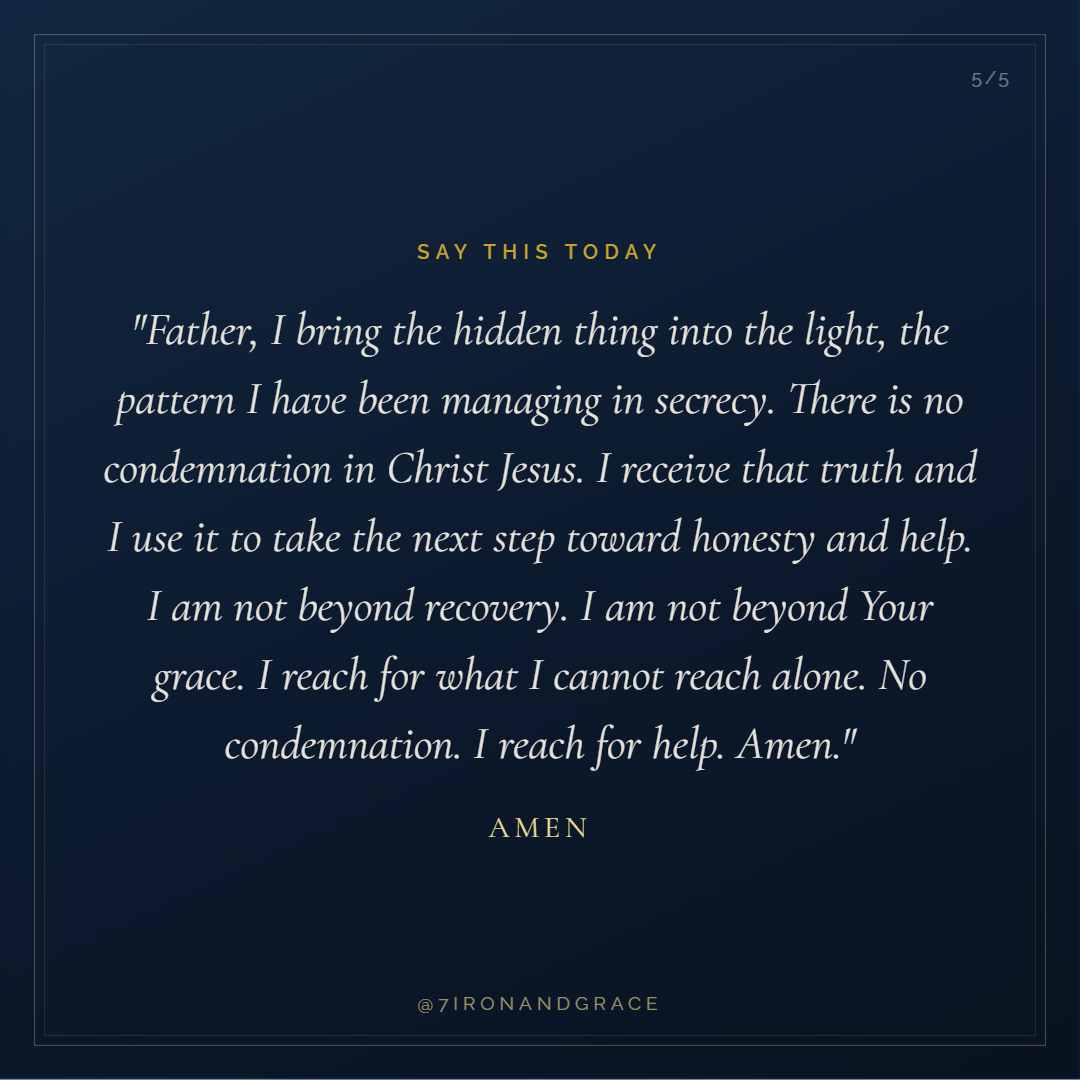 5/5
SAY THIS TODAY
"Father, I bring the hidden thing into the light, the
pattern I have been managing in secrecy. There is no
condemnation in Christ Jesus. I receive that truth and
I use it to take the next step toward honesty and help.
I am not beyond recovery. I am not beyond Your
grace. I reach for what I cannot reach alone. No
condemnation. I reach for help. Amen."
AMEN
@7IRONANDGRACE